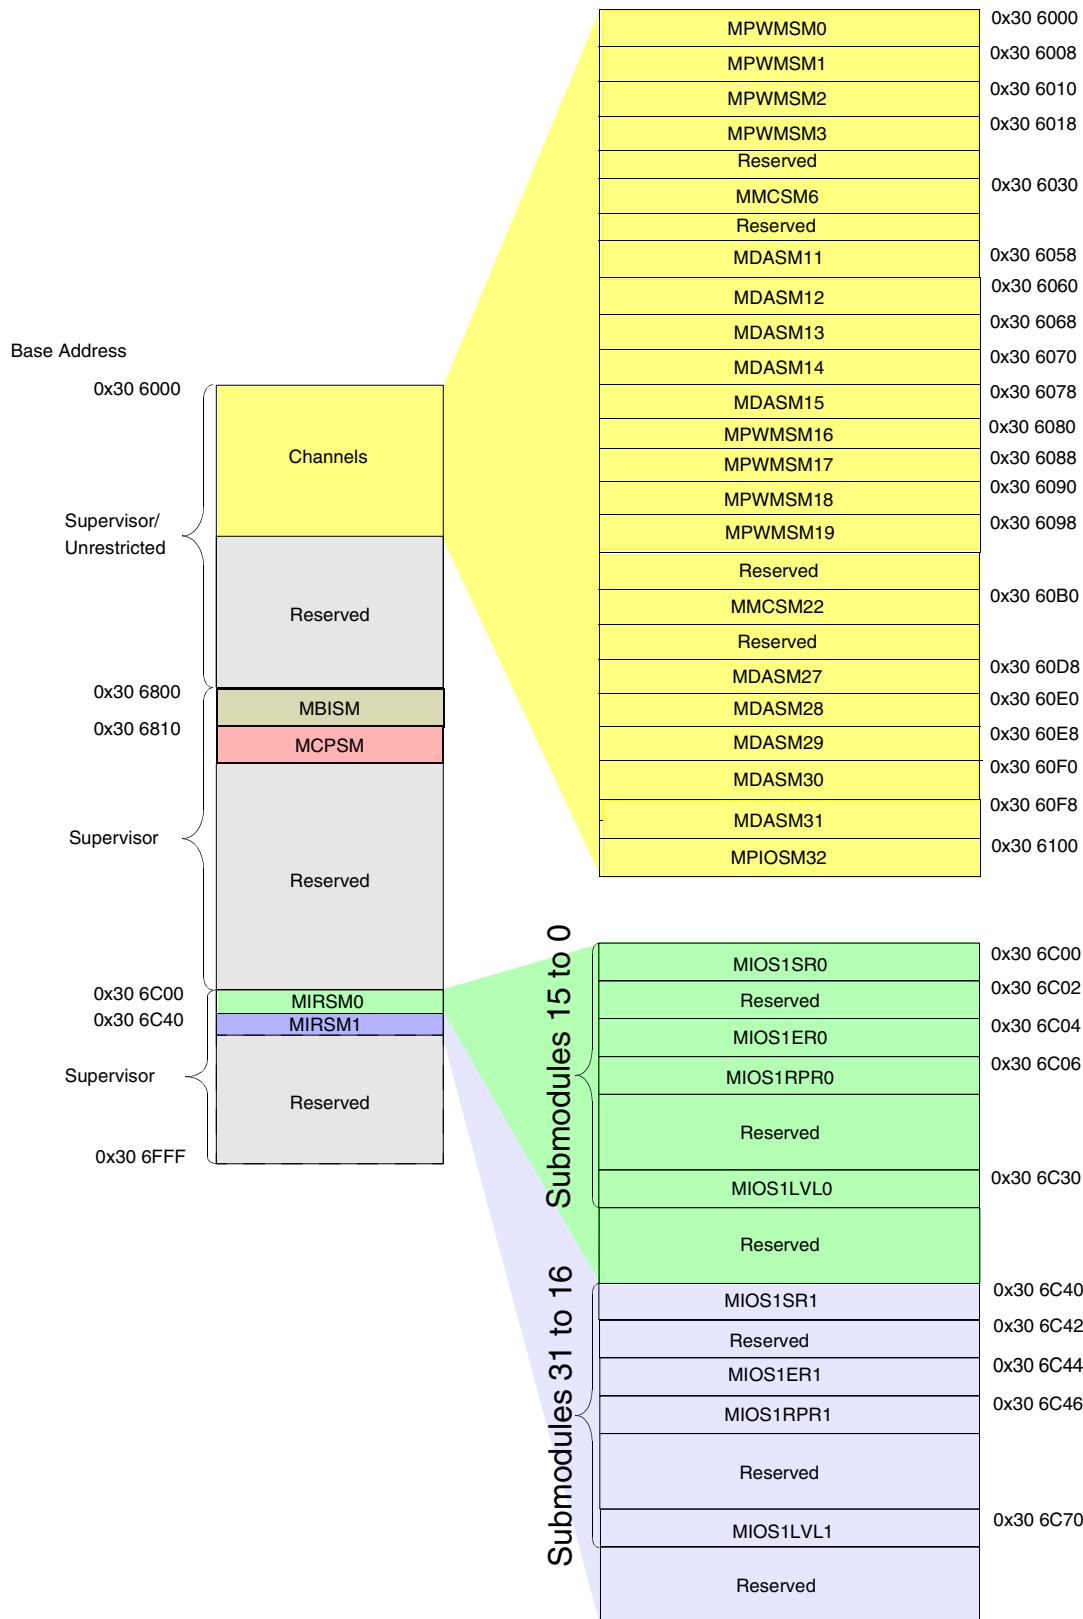 Base Address
0x30 6000
Channels
Supervisor/
Unrestricted
Reserved
0x30 6800
MBISM
0x30 6810
MCPSM
Supervisor
Reserved
0x30 6C00
MIRSM0
0x30 6C40
MIRSM1
Supervisor
Reserved
0x30 6FFF
MPWMSM0 0x30 6000
MPWMSM1 0x30 6008
MPWMSM2 0x30 6010
MPWMSM3 0x30 6018
Reserved
MMCSM6 0x30 6030
Reserved
MDASM11 0x30 6058
MDASM12 0x30 6060
MDASM13 0x30 6068
MDASM14 0x30 6070
MDASM15 0x30 6078
MPWMSM16 0x30 6080
MPWMSM17 0x30 6088
MPWMSM18 0x30 6090
MPWMSM19 0x30 6098
Reserved
MMCSM22 0x30 60B0
Reserved
MDASM27 0x30 60D8
MDASM28 0x30 60E0
MDASM29 0x30 60E8
MDASM30 0x30 60F0
MDASM31 0x30 60F8
MPIOSM32 0x30 6100
Submodules 15 to 0
MIOS1SR0 0x30 6C00
Reserved 0x30 6C02
MIOS1ER0 0x30 6C04
MIOS1RPR0 0x30 6C06
Reserved
MIOS1LVL0 0x30 6C30
Reserved
Submodules 31 to 16
MIOS1SR1 0x30 6C40
Reserved 0x30 6C42
MIOS1ER1 0x30 6C44
MIOS1RPR1 0x30 6C46
Reserved
MIOS1LVL1 0x30 6C70
Reserved